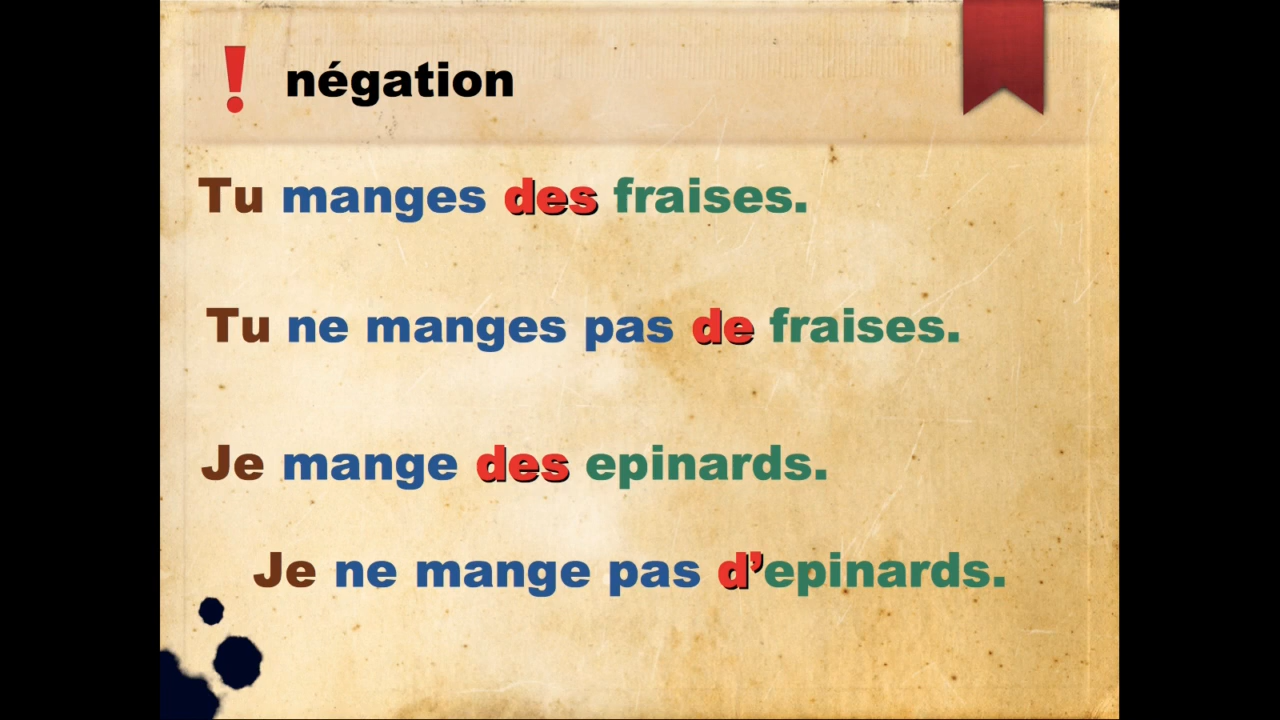 ! négation
Tu manges des fraises.
Tu ne manges pas de fraises.
Je mange des epinards.
Je ne mange pas d’epinards.